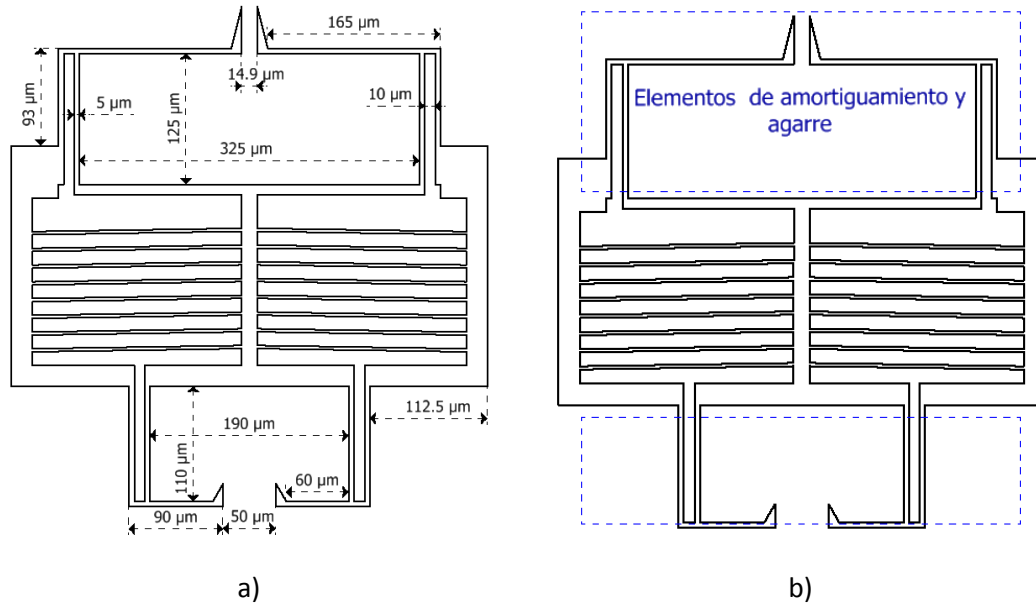 165 µm
14.9 µm
93 µm
5 µm
125 µm
10 µm
325 µm
112.5 µm
190 µm
110 µm
60 µm
90 µm
50 µm
a)
Elementos de amortiguamiento y
agarre
b)